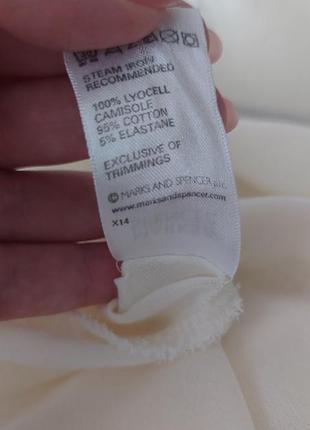 STEAM IRON
RECOMMENDED
100% LYOCELL
CAMISOLE
95% COTTON
5% ELASTANE
EXCLUSIVE OF
TRIMMINGS
© MARKS AND SPENCER p.l.c.
www.marksandspencer.com
X14